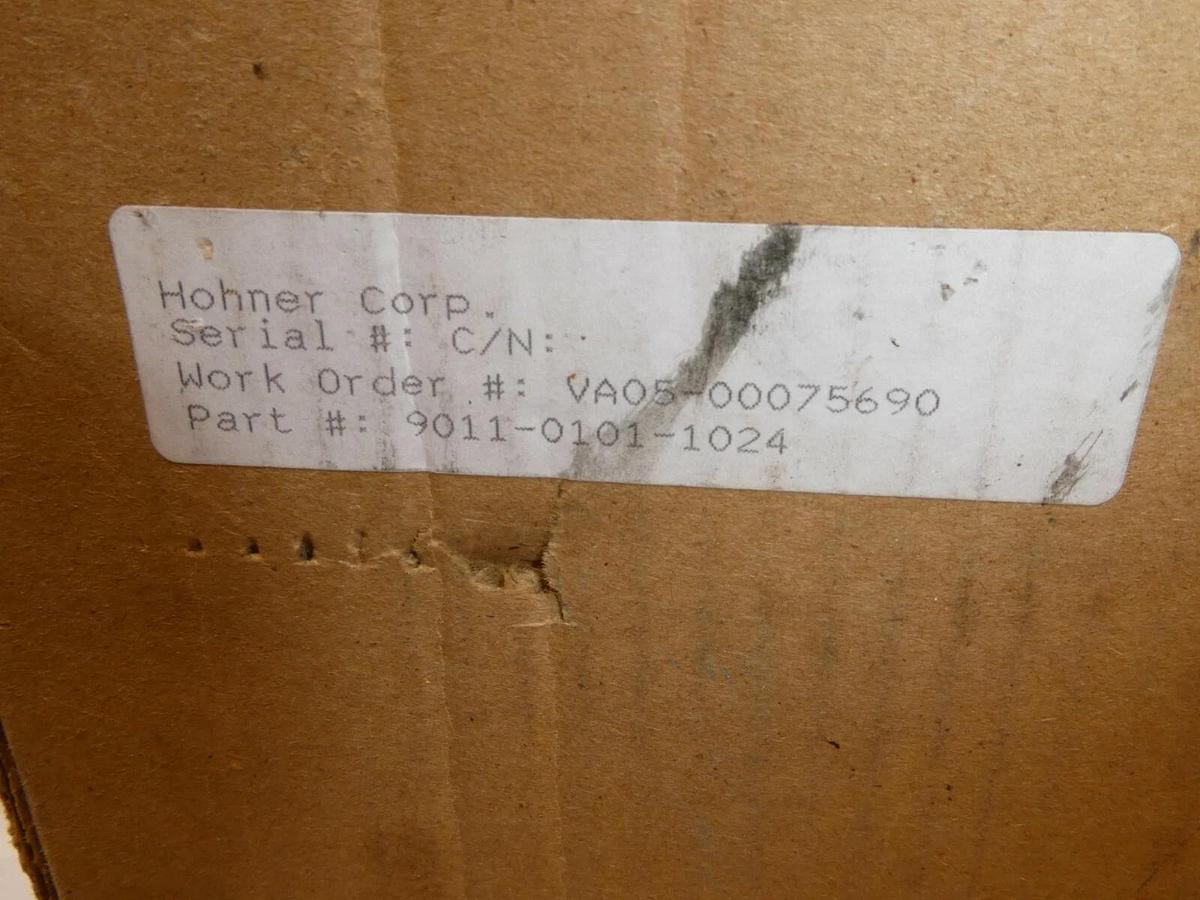 Hohner Corp.
Serial #: C/N:
Work Order #: VA05-00075690
Part #: 9011-0101-1024